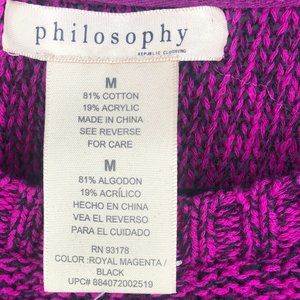 philosophy
REPUBLIC CLOTHING
M
81% COTTON
19% ACRYLIC
MADE IN CHINA
SEE REVERSE
FOR CARE
M
81% ALGODON
19% ACRÍLICO
HECHO EN CHINA
VEA EL REVERSO
PARA EL CUIDADO
RN 93178
COLOR :ROYAL MAGENTA /
BLACK
UPC# 884072002519